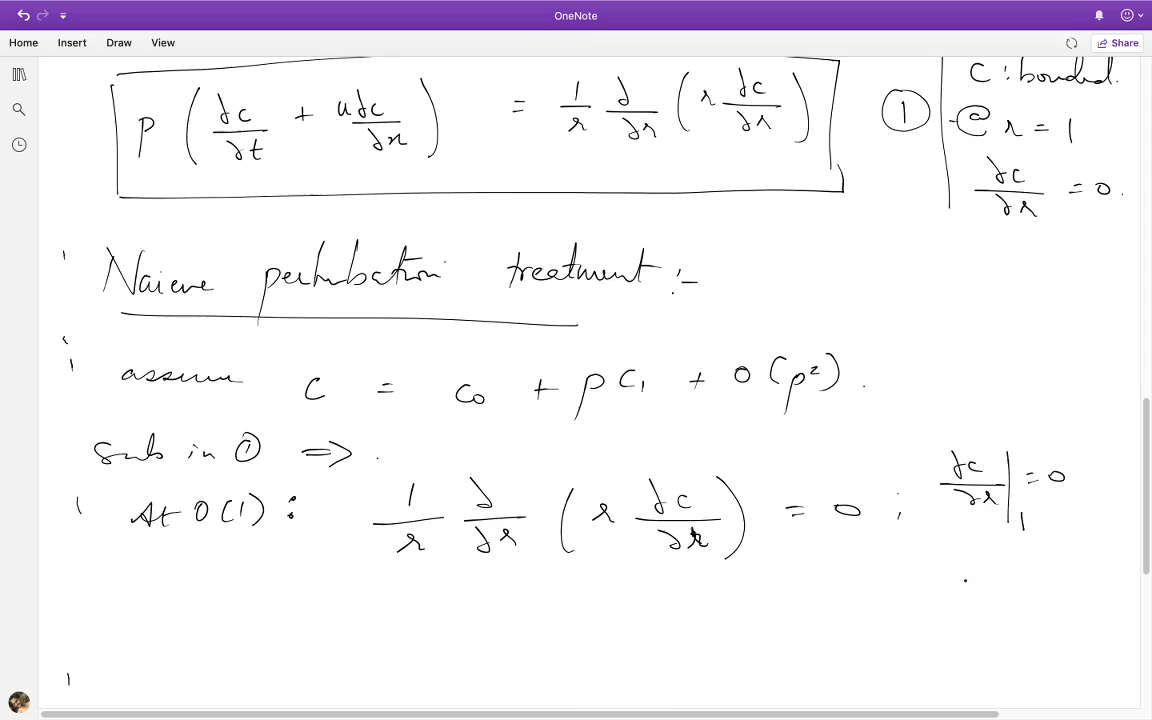 OneNote
Home Insert Draw View Share
C : bonded.
p ( ∂c/∂t + u ∂c/∂x ) = 1/r ∂/∂r ( r ∂c/∂r ) ①
@ r = 1
∂c/∂r = 0.
Naieve perturbation treatment :-
assume C = c₀ + p C₁ + O(p²).
Sub in ① ⇒
At O(1) : 1/r ∂/∂r ( r ∂c/∂r ) = 0 ; ∂c/∂r |₁ = 0